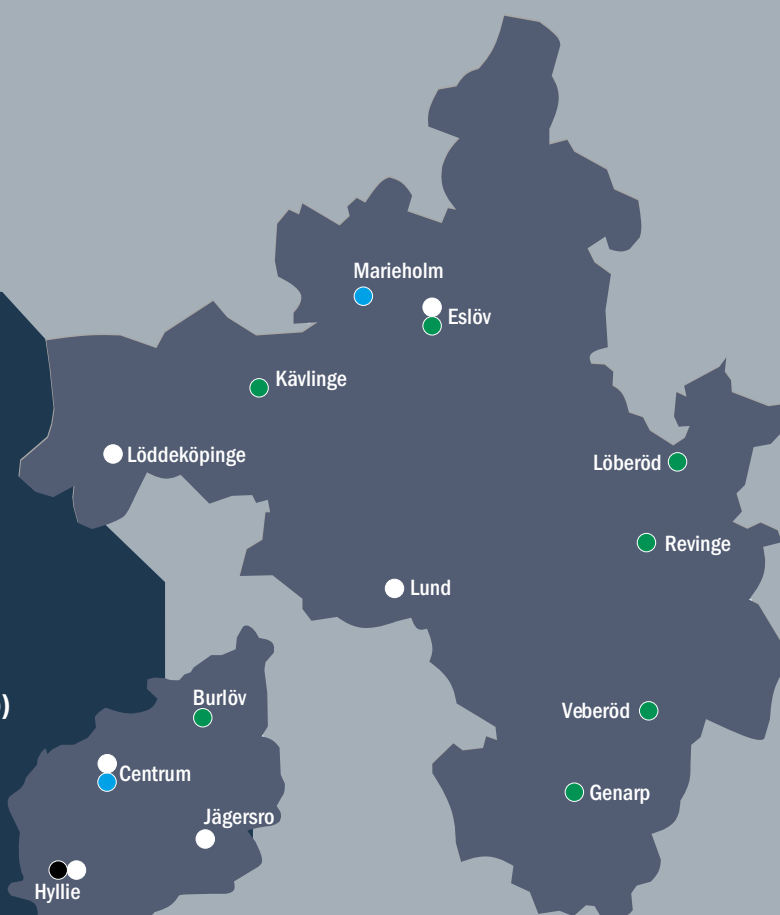 Marieholm
Eslöv
Kävlinge
Löddeköpinge
Löberöd
Revinge
Lund
Burlöv
)
Veberöd
Centrum
Genarp
Jägersro
Hyllie